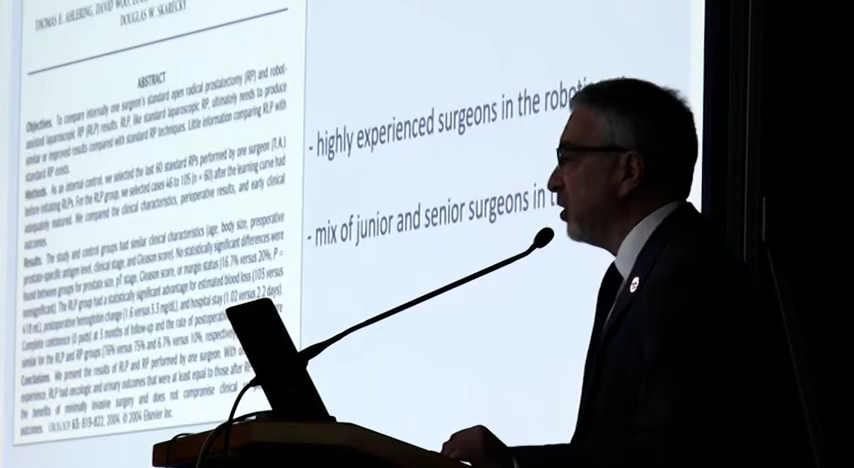 THOMAS E. AHLERING, DAVID WOO,
DOUGLAS W. SKARECKY
ABSTRACT
Objectives. To compare internally one surgeon's standard open radical prostatectomy (RP) and robot-
assisted laparoscopic RP (RLP) results. RLP, like standard laparoscopic RP, ultimately needs to produce
similar or improved results compared with standard RP techniques. Little information comparing RLP with
standard RP exists.
Methods. As an internal control, we selected the last 60 standard RPs performed by one surgeon (T.A.)
before initiating RLPs. For the RLP group, we selected cases 46 to 105 (n = 60) after the learning curve had
adequately matured. We compared the clinical characteristics, perioperative results, and early clinical
outcomes.
Results. The study and control groups had similar clinical characteristics (age, body size, preoperative
prostate-specific antigen level, clinical stage, and Gleason score). No statistically significant differences were
found between groups for prostate size, pT stage, Gleason score, or margin status (16.7% versus 20%; P =
nonsignificant). The RLP group had a statistically significant advantage for estimated blood loss (103 versus
418 mL), postoperative hemoglobin change (1.6 versus 3.3 mg/dL), and hospital stay (1.02 versus 2.2 days)
Complete continence (0 pads) at 3 months of follow-up and the rate of postoperative
similar for the RLP and RP groups (76% versus 75% and 6.7% versus 10%, respectively
Conclusions. We present the results of RLP and RP performed by one surgeon. With
experience, RLP had oncologic and urinary outcomes that were at least equal to those after
the benefits of minimally invasive surgery and does not compromise clinical
outcomes. UROLOGY 63: 819–822, 2004. © 2004 Elsevier Inc.
- highly experienced surgeons in the robotic
- mix of junior and senior surgeons in